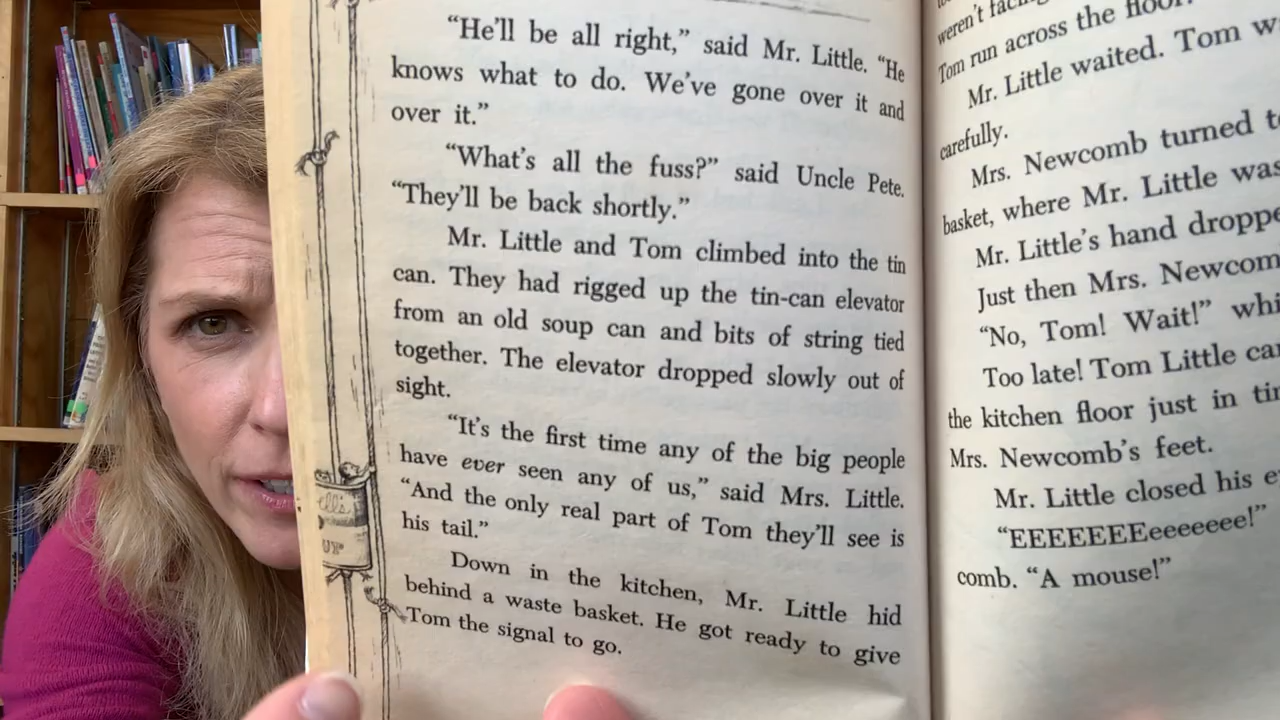 "He'll be all right," said Mr. Little. "He
knows what to do. We've gone over it and
over it."
"What's all the fuss?" said Uncle Pete.
"They'll be back shortly."
Mr. Little and Tom climbed into the tin
can. They had rigged up the tin-can elevator
from an old soup can and bits of string tied
together. The elevator dropped slowly out of
sight.
"It's the first time any of the big people
have ever seen any of us," said Mrs. Little.
"And the only real part of Tom they'll see is
his tail."
Down in the kitchen, Mr. Little hid
behind a waste basket. He got ready to give
Tom the signal to go.
weren't
Tom run across the floor.
Mr. Little waited. Tom
carefully.
Mrs. Newcomb turned
basket, where Mr. Little was
Mr. Little's hand
Just then Mrs.
"No, Tom! Wait!"
Too late! Tom Little
the kitchen floor just in
Mrs. Newcomb's feet.
Mr. Little closed his
"EEEEEEEeeeeeee!"
comb. "A mouse!"